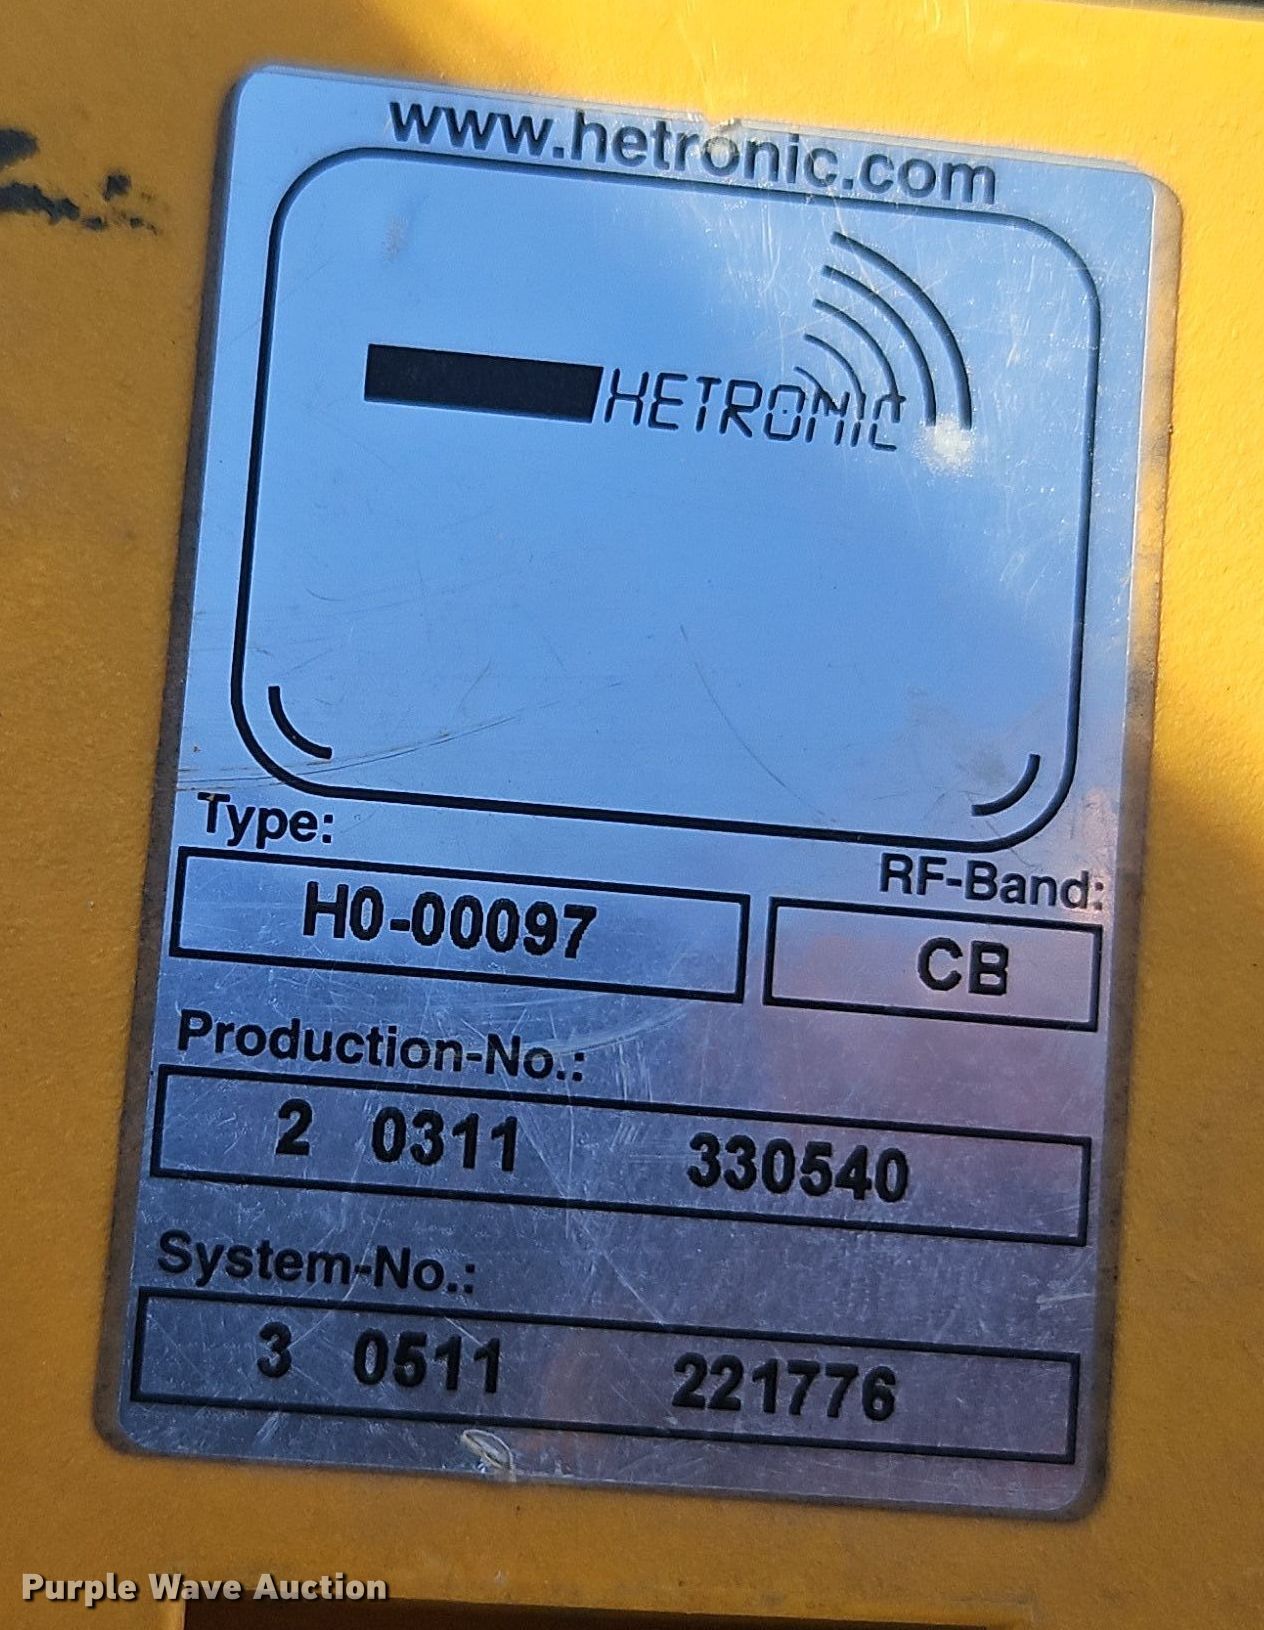 www.hetronic.com
HETRONIC
Type:
RF-Band:
H0-00097
CB
Production-No.:
2 0311 330540
System-No.:
3 0511 221776
Purple Wave Auction